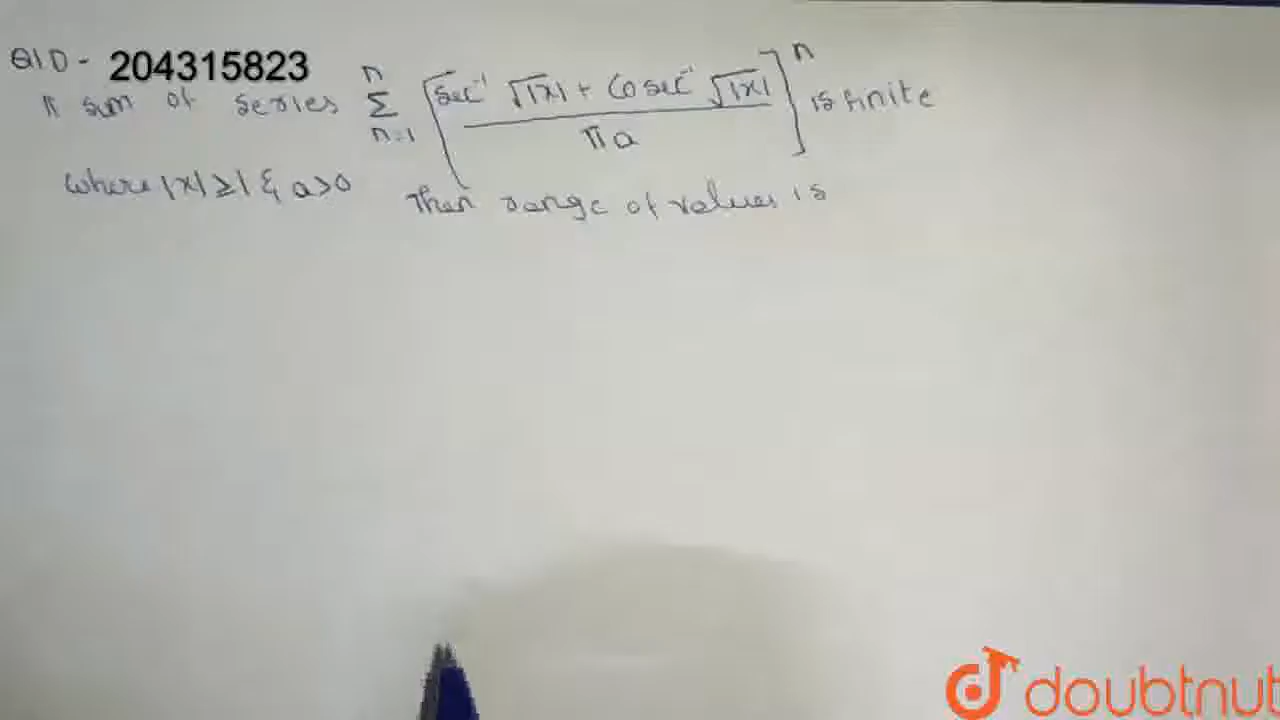 QID - 204315823
If sum of series n Σ n=1 [sec⁻¹ √|x| + Cosec⁻¹ √|x| / πa]ⁿ is finite
where |x| ≥ 1 & a>0 Then range of values is
doubtnut